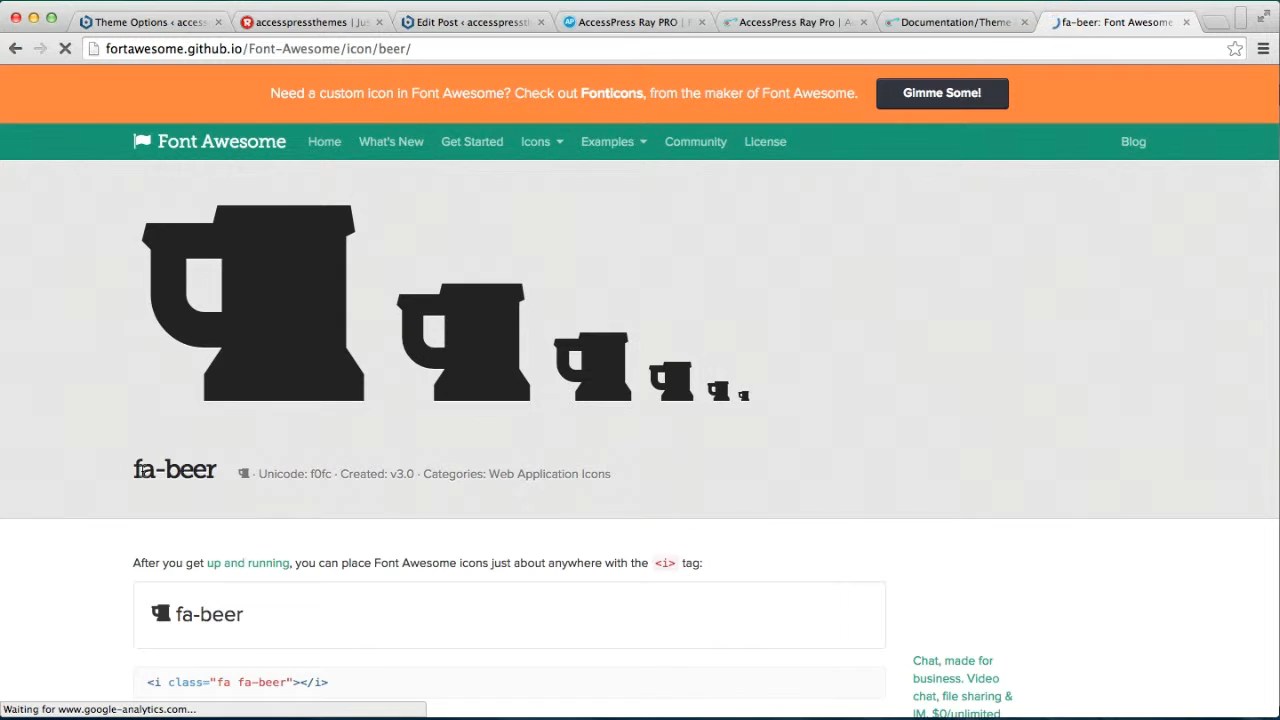 Theme Options ‹ access
accesspressthemes | Jus
Edit Post ‹ accesspressth
AccessPress Ray PRO | F
AccessPress Ray Pro | A
Documentation/Theme
fa-beer: Font Awesome
fortawesome.github.io/Font-Awesome/icon/beer/
Need a custom icon in Font Awesome? Check out Fonticons, from the maker of Font Awesome.
Gimme Some!
Font Awesome
Home
What's New
Get Started
Icons
Examples
Community
License
Blog
fa-beer
· Unicode: f0fc · Created: v3.0 · Categories: Web Application Icons
After you get up and running, you can place Font Awesome icons just about anywhere with the <i> tag:
fa-beer
<i class="fa fa-beer"></i>
Chat, made for
business. Video
chat, file sharing &
IM. $0/unlimited
Waiting for www.google-analytics.com...